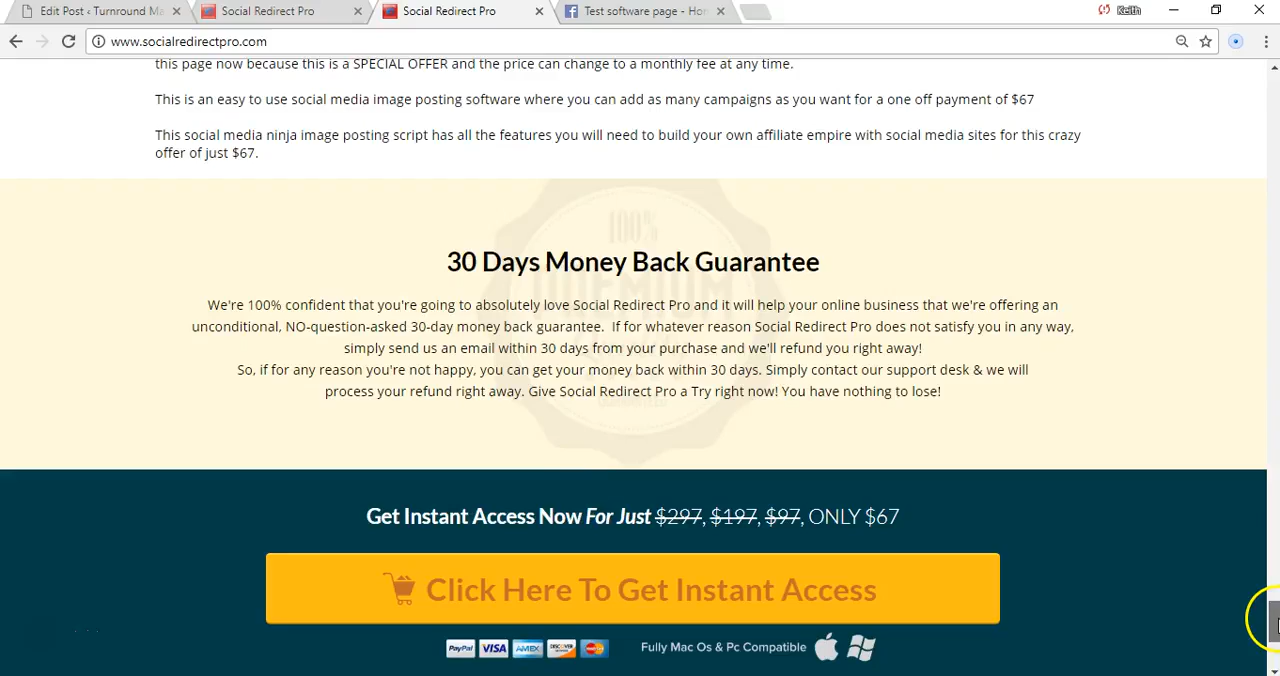 Edit Post ‹ Turnround Ma
Social Redirect Pro
Social Redirect Pro
Test software page - Hom
Keith
www.socialredirectpro.com
this page now because this is a SPECIAL OFFER and the price can change to a monthly fee at any time.
This is an easy to use social media image posting software where you can add as many campaigns as you want for a one off payment of $67
This social media ninja image posting script has all the features you will need to build your own affiliate empire with social media sites for this crazy
offer of just $67.
100%
PREMIUM
30 Days Money Back Guarantee
We're 100% confident that you're going to absolutely love Social Redirect Pro and it will help your online business that we're offering an
unconditional, NO-question-asked 30-day money back guarantee. If for whatever reason Social Redirect Pro does not satisfy you in any way,
simply send us an email within 30 days from your purchase and we'll refund you right away!
So, if for any reason you're not happy, you can get your money back within 30 days. Simply contact our support desk & we will
process your refund right away. Give Social Redirect Pro a Try right now! You have nothing to lose!
Get Instant Access Now For Just $297, $197, $97, ONLY $67
Click Here To Get Instant Access
PayPal VISA AMEX DISCOVER Fully Mac Os & Pc Compatible